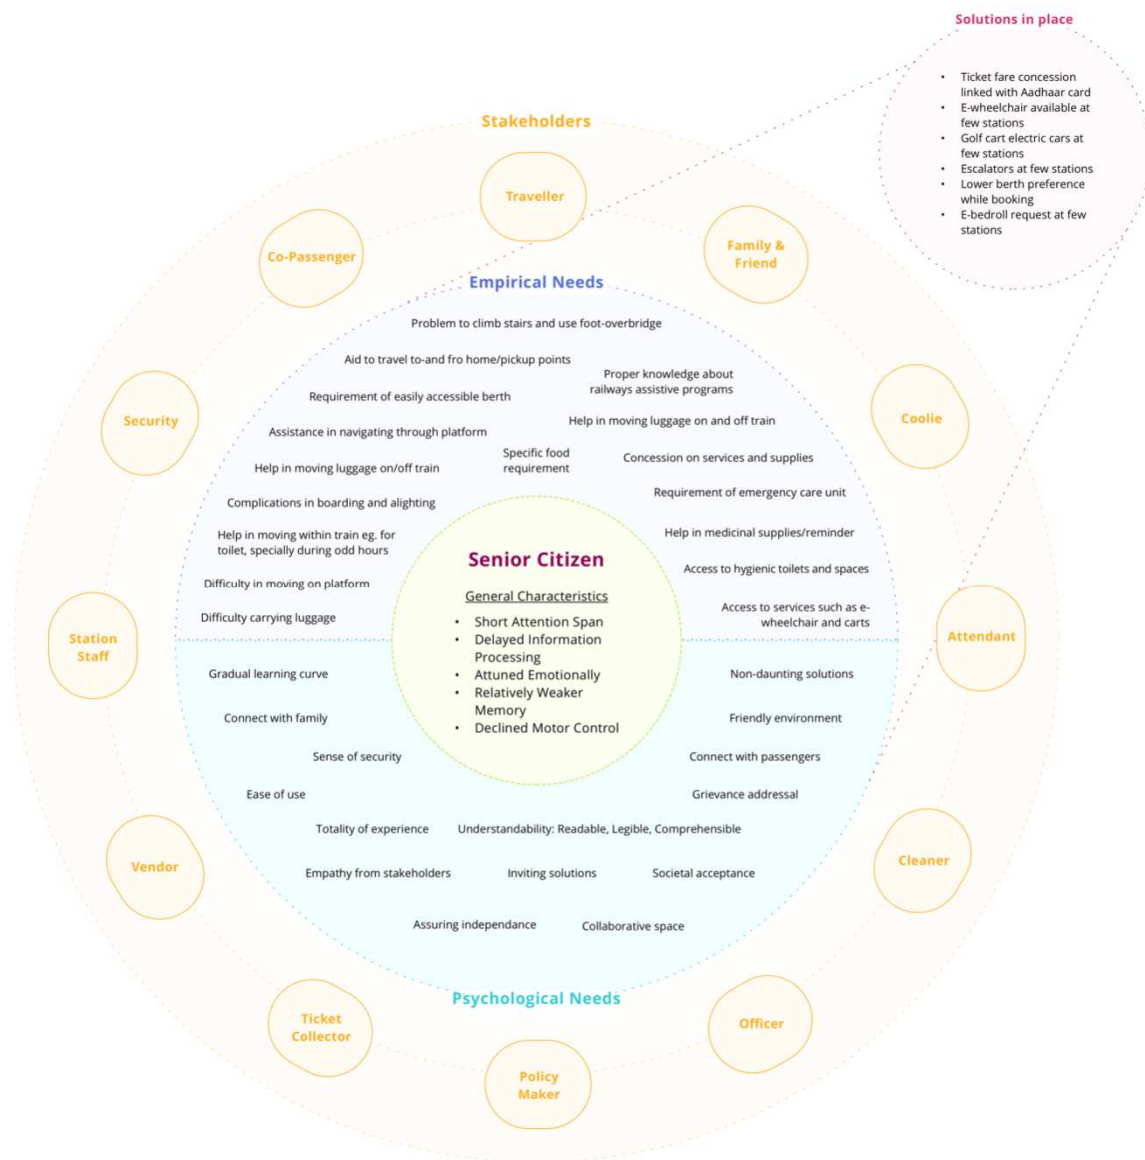 Solutions in place
• Ticket fare concession
linked with Aadhaar card
• E-wheelchair available at
few stations
• Golf cart electric cars at
few stations
• Escalators at few stations
• Lower berth preference
while booking
• E-bedroll request at few
stations
Stakeholders
Traveller
Co-Passenger
Family &
Friend
Security
Coolie
Station
Staff
Attendant
Vendor
Cleaner
Ticket
Collector
Officer
Policy
Maker
Empirical Needs
Problem to climb stairs and use foot-overbridge
Aid to travel to-and fro home/pickup points
Proper knowledge about
railways assistive programs
Requirement of easily accessible berth
Help in moving luggage on and off train
Assistance in navigating through platform
Specific food
requirement
Concession on services and supplies
Help in moving luggage on/off train
Requirement of emergency care unit
Complications in boarding and alighting
Help in moving within train eg. for
toilet, specially during odd hours
Help in medicinal supplies/reminder
Access to hygienic toilets and spaces
Difficulty in moving on platform
Access to services such as e-
wheelchair and carts
Difficulty carrying luggage
Senior Citizen
General Characteristics
• Short Attention Span
• Delayed Information
Processing
• Attuned Emotionally
• Relatively Weaker
Memory
• Declined Motor Control
Gradual learning curve
Non-daunting solutions
Connect with family
Friendly environment
Sense of security
Connect with passengers
Ease of use
Grievance addressal
Totality of experience
Understandability: Readable, Legible, Comprehensible
Empathy from stakeholders
Inviting solutions
Societal acceptance
Assuring independance
Collaborative space
Psychological Needs